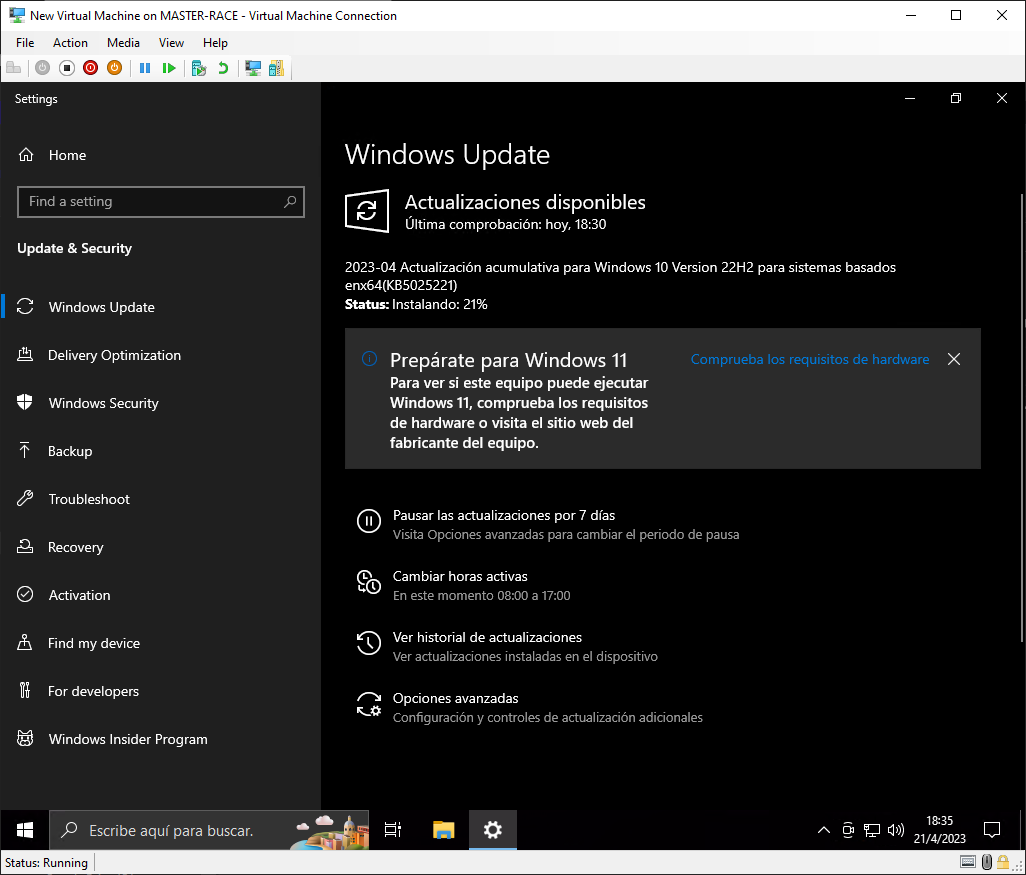 New Virtual Machine on MASTER-RACE - Virtual Machine Connection
File Action Media View Help
Settings
Home
Find a setting
Update & Security
Windows Update
Delivery Optimization
Windows Security
Backup
Troubleshoot
Recovery
Activation
Find my device
For developers
Windows Insider Program
Windows Update
Actualizaciones disponibles
Última comprobación: hoy, 18:30
2023-04 Actualización acumulativa para Windows 10 Version 22H2 para sistemas basados
enx64(KB5025221)
Status: Instalando: 21%
Prepárate para Windows 11
Comprueba los requisitos de hardware
Para ver si este equipo puede ejecutar
Windows 11, comprueba los requisitos
de hardware o visita el sitio web del
fabricante del equipo.
Pausar las actualizaciones por 7 días
Visita Opciones avanzadas para cambiar el periodo de pausa
Cambiar horas activas
En este momento 08:00 a 17:00
Ver historial de actualizaciones
Ver actualizaciones instaladas en el dispositivo
Opciones avanzadas
Configuración y controles de actualización adicionales
Escribe aquí para buscar.
18:35
21/4/2023
Status: Running